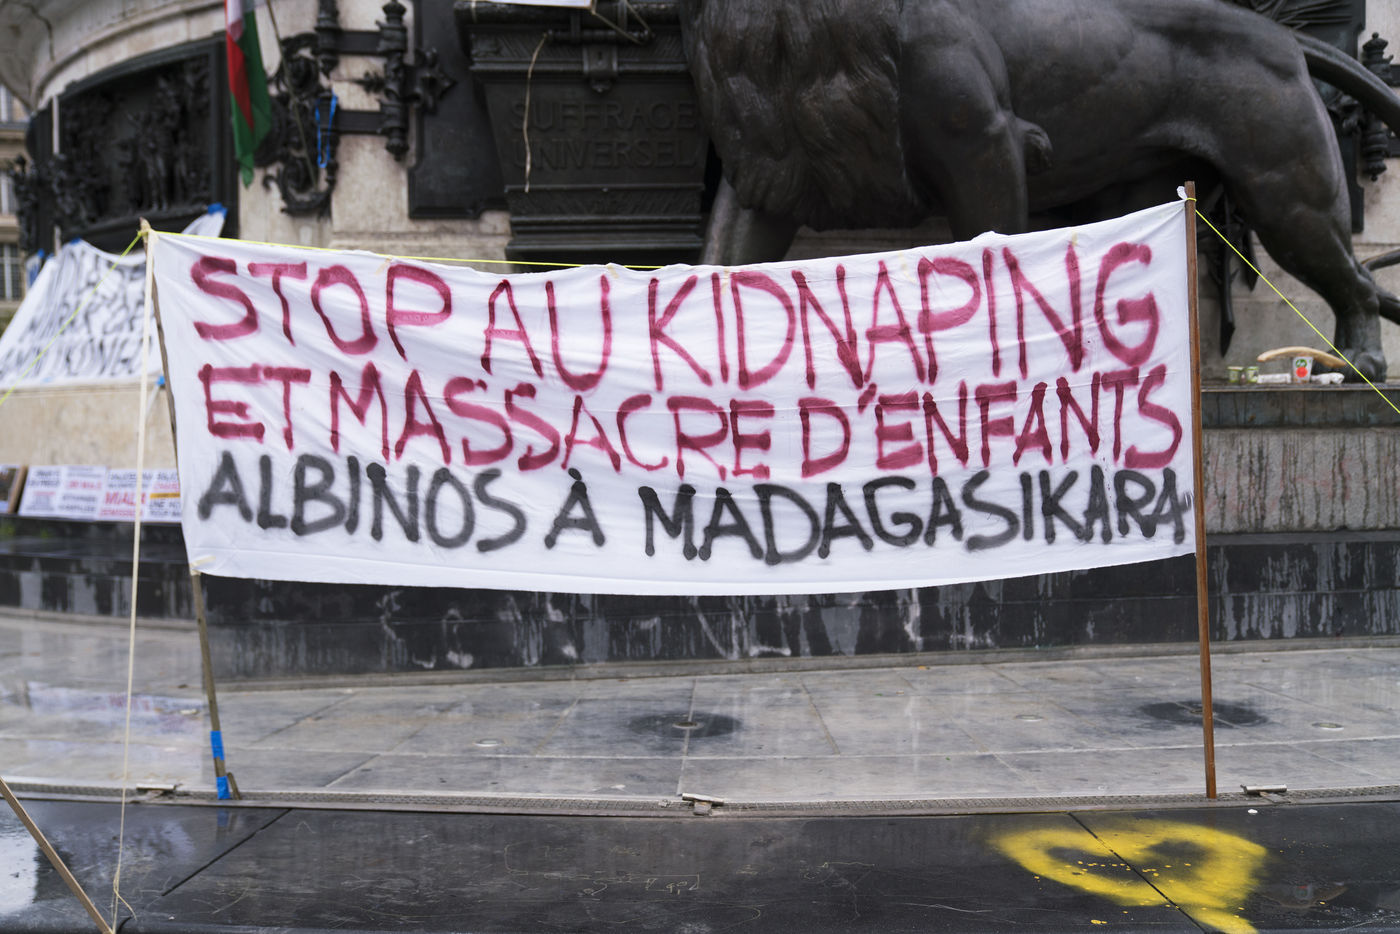 SUFFRAGE
UNIVERSEL
STOP AU KIDNAPING
ET MASSACRE D'ENFANTS
ALBINOS À MADAGASIKARA